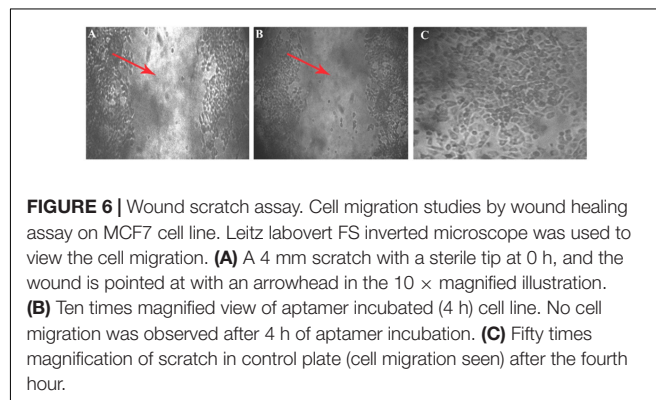 A
B
C
FIGURE 6 | Wound scratch assay. Cell migration studies by wound healing
assay on MCF7 cell line. Leitz labovert FS inverted microscope was used to
view the cell migration. (A) A 4 mm scratch with a sterile tip at 0 h, and the
wound is pointed at with an arrowhead in the 10 × magnified illustration.
(B) Ten times magnified view of aptamer incubated (4 h) cell line. No cell
migration was observed after 4 h of aptamer incubation. (C) Fifty times
magnification of scratch in control plate (cell migration seen) after the fourth
hour.